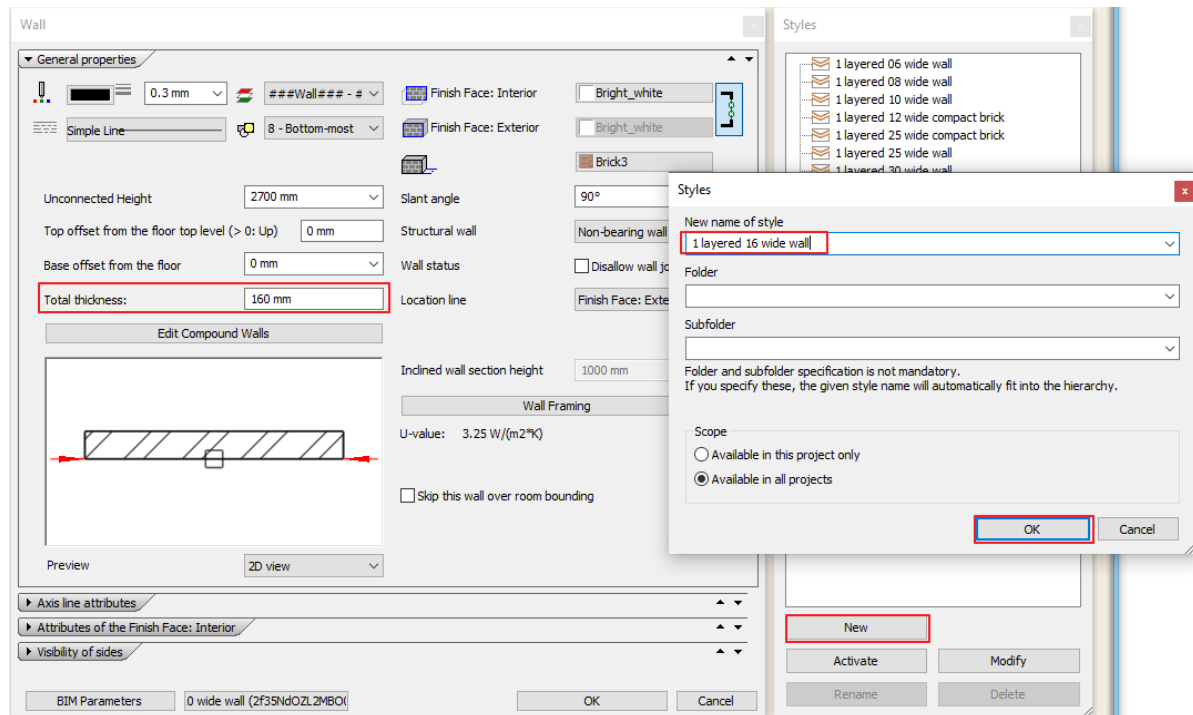 Wall
General properties
0.3 mm
###Wall### - #
Finish Face: Interior
Bright_white
Simple Line
8 - Bottom-most
Finish Face: Exterior
Bright_white
Brick3
Unconnected Height
2700 mm
Slant angle
90°
Top offset from the floor top level (> 0: Up)
0 mm
Structural wall
Non-bearing wall
Base offset from the floor
0 mm
Wall status
Disallow wall jo
Total thickness:
160 mm
Location line
Finish Face: Exte
Edit Compound Walls
Inclined wall section height
1000 mm
Wall Framing
U-value: 3.25 W/(m2*K)
Skip this wall over room bounding
Preview
2D view
Axis line attributes
Attributes of the Finish Face: Interior
Visibility of sides
BIM Parameters
0 wide wall (2f35NdOZL2MBO(
OK
Cancel
Styles
1 layered 06 wide wall
1 layered 08 wide wall
1 layered 10 wide wall
1 layered 12 wide compact brick
1 layered 25 wide compact brick
1 layered 25 wide wall
1 layered 30 wide wall
Styles
x
New name of style
1 layered 16 wide wall
Folder
Subfolder
Folder and subfolder specification is not mandatory.
If you specify these, the given style name will automatically fit into the hierarchy.
Scope
Available in this project only
Available in all projects
OK
Cancel
New
Activate
Modify
Rename
Delete